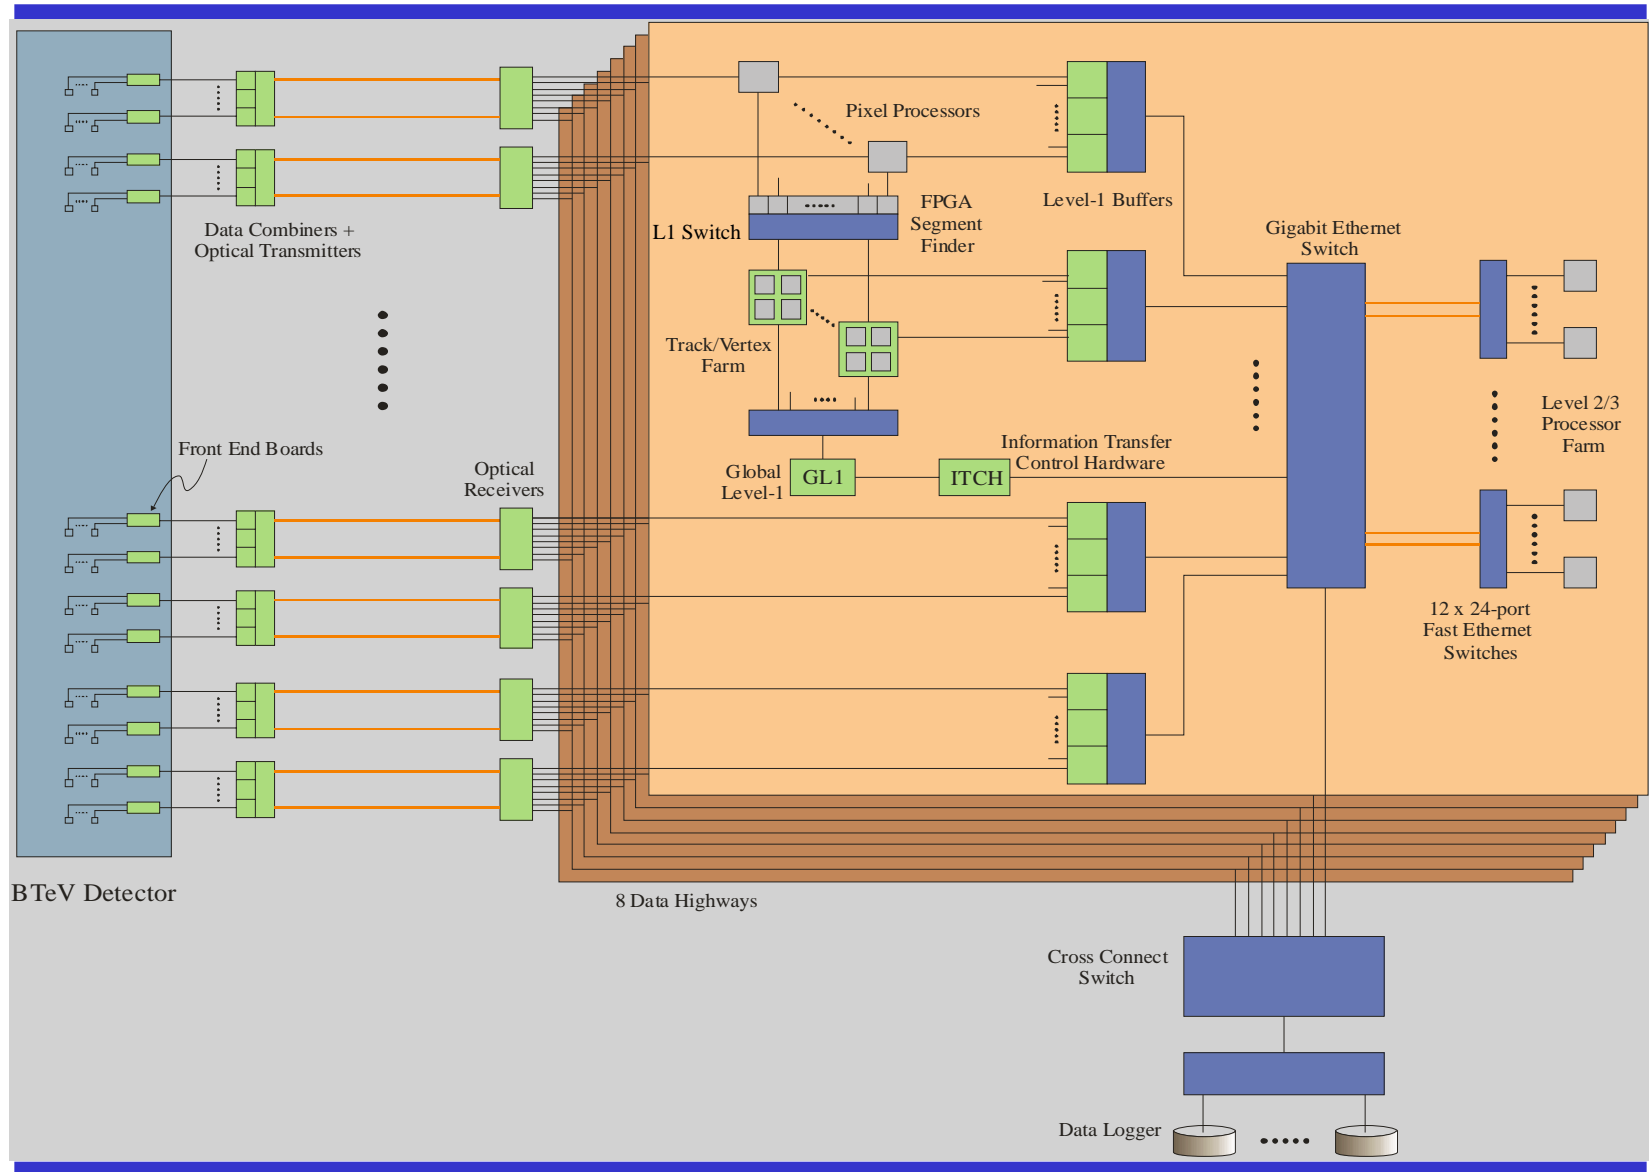 Pixel Processors
Level-1 Buffers
FPGA
Segment
Finder
L1 Switch
Data Combiners +
Optical Transmitters
Gigabit Ethernet
Switch
Track/Vertex
Farm
Level 2/3
Processor
Farm
Front End Boards
Optical
Receivers
Global
Level-1
GL1
ITCH
Information Transfer
Control Hardware
12 x 24-port
Fast Ethernet
Switches
BTeV Detector
8 Data Highways
Cross Connect
Switch
Data Logger